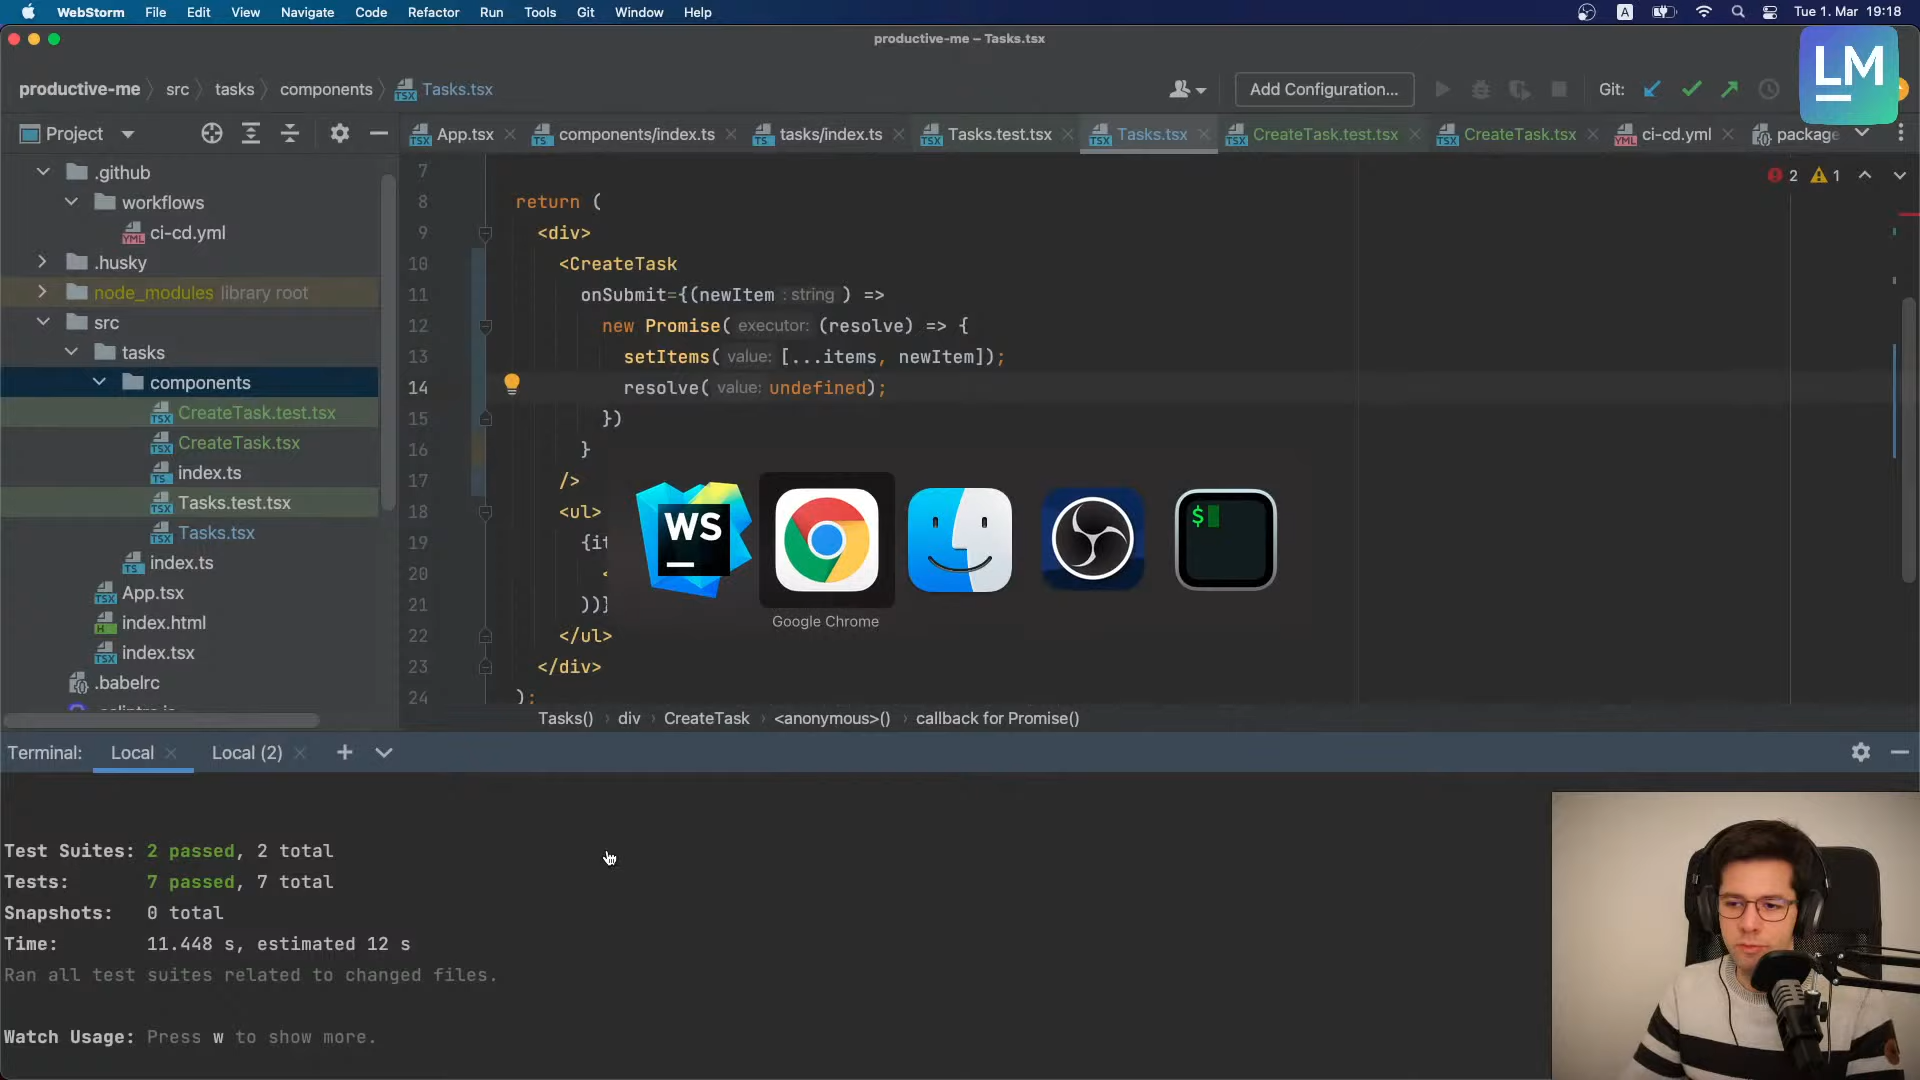 WebStorm File Edit View Navigate Code Refactor Run Tools Git Window Help
A Tue 1. Mar 19:18
productive-me – Tasks.tsx
LM
productive-me src tasks components Tasks.tsx
Add Configuration...
Git:
Project
App.tsx components/index.ts tasks/index.ts Tasks.test.tsx Tasks.tsx CreateTask.test.tsx CreateTask.tsx ci-cd.yml package
.github
workflows
ci-cd.yml
.husky
node_modules library root
src
tasks
components
CreateTask.test.tsx
CreateTask.tsx
index.ts
Tasks.test.tsx
Tasks.tsx
index.ts
App.tsx
index.html
index.tsx
.babelrc
2 1
7
8 return (
9 <div>
10 <CreateTask
11 onSubmit={(newItem : string ) =>
12 new Promise( executor: (resolve) => {
13 setItems( value: [...items, newItem]);
14 resolve( value: undefined);
15 })
16 }
17 />
18 <ul>
19 {it
20 <
21 ))}
22 </ul>
23 </div>
24 );
WS
$
Google Chrome
Tasks() div CreateTask <anonymous>() callback for Promise()
Terminal: Local Local (2)
Test Suites: 2 passed, 2 total
Tests: 7 passed, 7 total
Snapshots: 0 total
Time: 11.448 s, estimated 12 s
Ran all test suites related to changed files.
Watch Usage: Press w to show more.